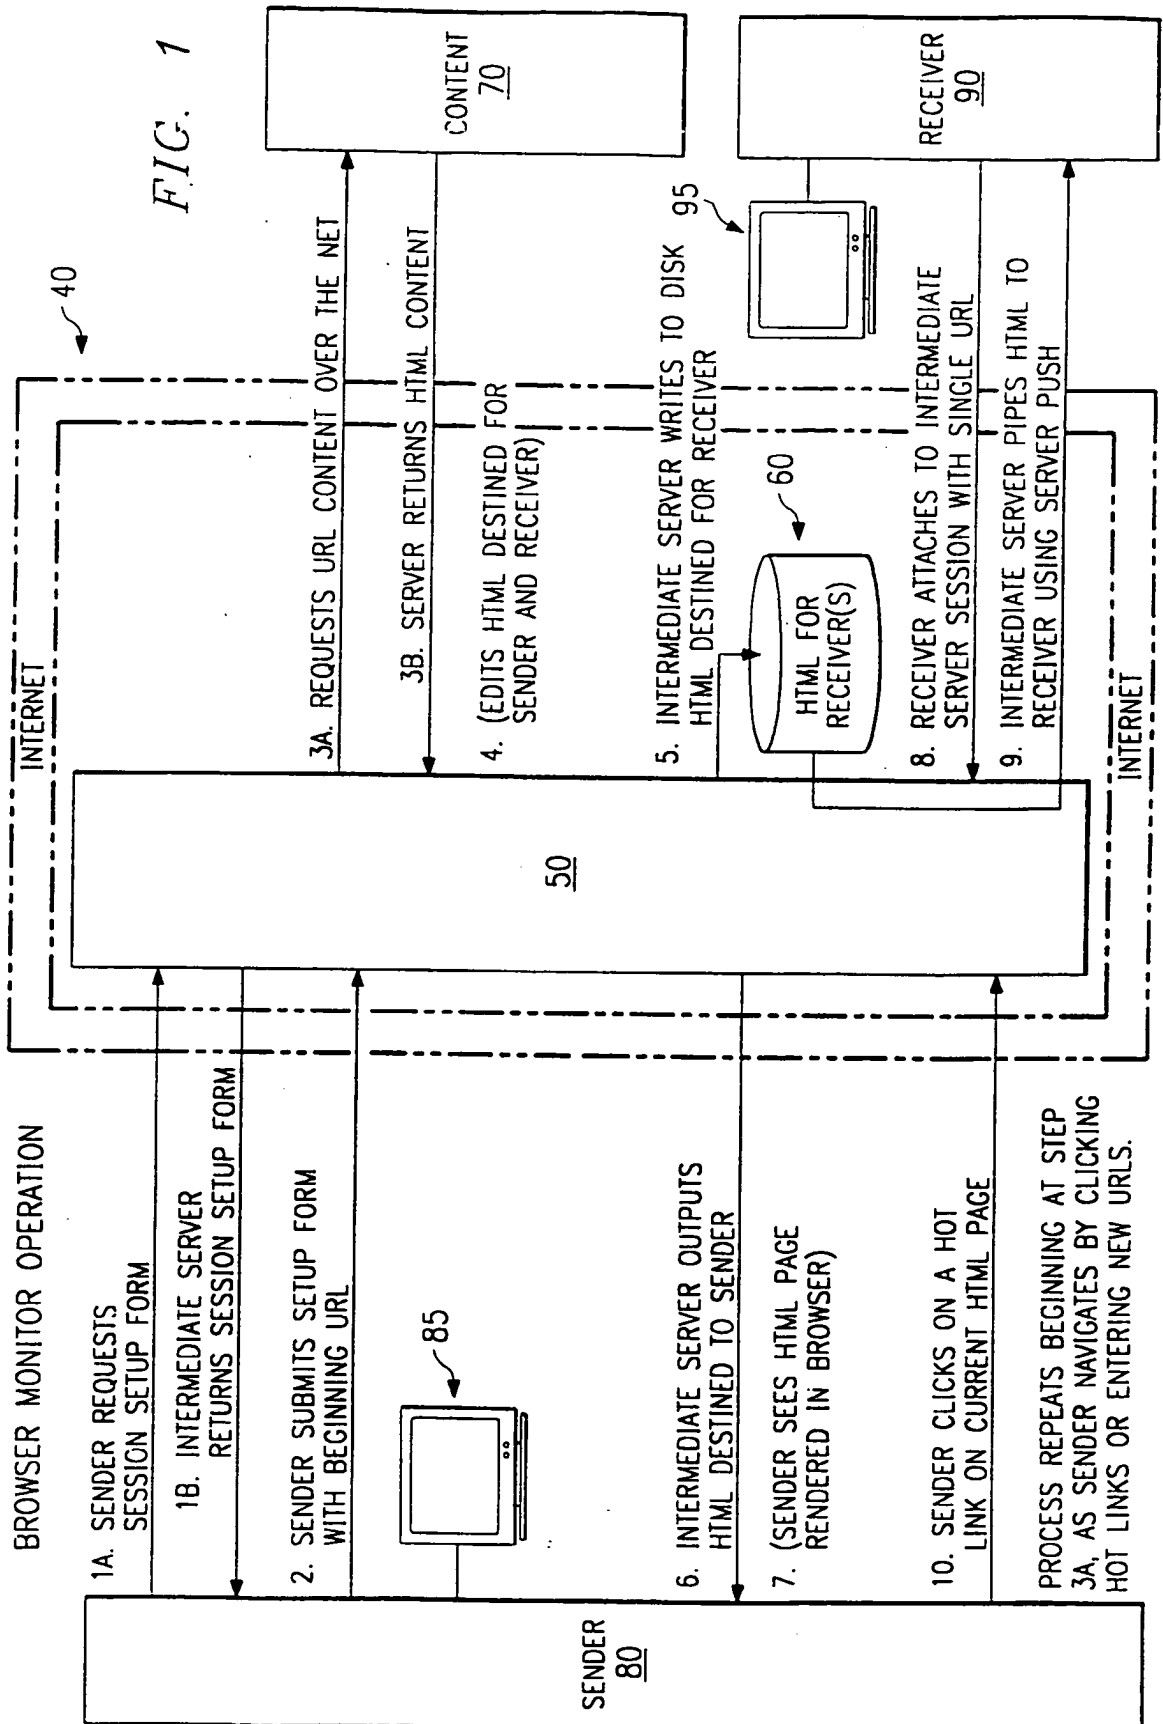 BROWSER MONITOR OPERATION
FIG. 1
40
INTERNET
1A. SENDER REQUESTS
SESSION SETUP FORM
1B. INTERMEDIATE SERVER
RETURNS SESSION SETUP FORM
2. SENDER SUBMITS SETUP FORM
WITH BEGINNING URL
85
6. INTERMEDIATE SERVER OUTPUTS
HTML DESTINED TO SENDER
7. (SENDER SEES HTML PAGE
RENDERED IN BROWSER)
10. SENDER CLICKS ON A HOT
LINK ON CURRENT HTML PAGE
PROCESS REPEATS BEGINNING AT STEP
3A, AS SENDER NAVIGATES BY CLICKING
HOT LINKS OR ENTERING NEW URLS.
SENDER
80
50
3A. REQUESTS URL CONTENT OVER THE NET
3B. SERVER RETURNS HTML CONTENT
4. (EDITS HTML DESTINED FOR
SENDER AND RECEIVER)
5. INTERMEDIATE SERVER WRITES TO DISK
HTML DESTINED FOR RECEIVER
60
HTML FOR
RECEIVER(S)
8. RECEIVER ATTACHES TO INTERMEDIATE
SERVER SESSION WITH SINGLE URL
9. INTERMEDIATE SERVER PIPES HTML TO
RECEIVER USING SERVER PUSH
INTERNET
CONTENT
70
95
RECEIVER
90